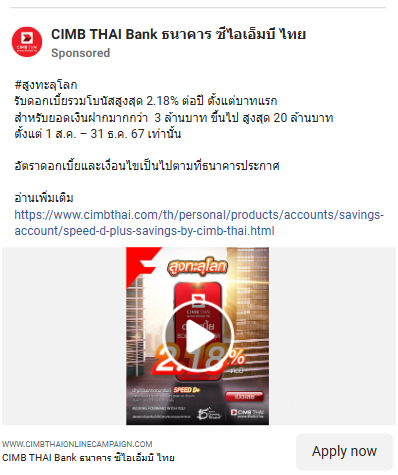 CIMB THAI Bank ธนาคาร ซีไอเอ็มบี ไทย
Sponsored
#สูงทะลุโลก
รับดอกเบี้ยรวมโบนัสสูงสุด 2.18% ต่อปี ตั้งแต่บาทแรก
สำหรับยอดเงินฝากมากกว่า 3 ล้านบาท ขึ้นไป สูงสุด 20 ล้านบาท
ตั้งแต่ 1 ส.ค. – 31 ธ.ค. 67 เท่านั้น
อัตราดอกเบี้ยและเงื่อนไขเป็นไปตามที่ธนาคารประกาศ
อ่านเพิ่มเติม
https://www.cimbthai.com/th/personal/products/accounts/savings-
account/speed-d-plus-savings-by-cimb-thai.html
สูงทะลุโลก
CIMB THAI
2.18%
ต่อปี
SPEED D+
เปิดเลย
CIMB THAI
WWW.CIMBTHAIONLINECAMPAIGN.COM
CIMB THAI Bank ธนาคาร ซีไอเอ็มบี ไทย
Apply now